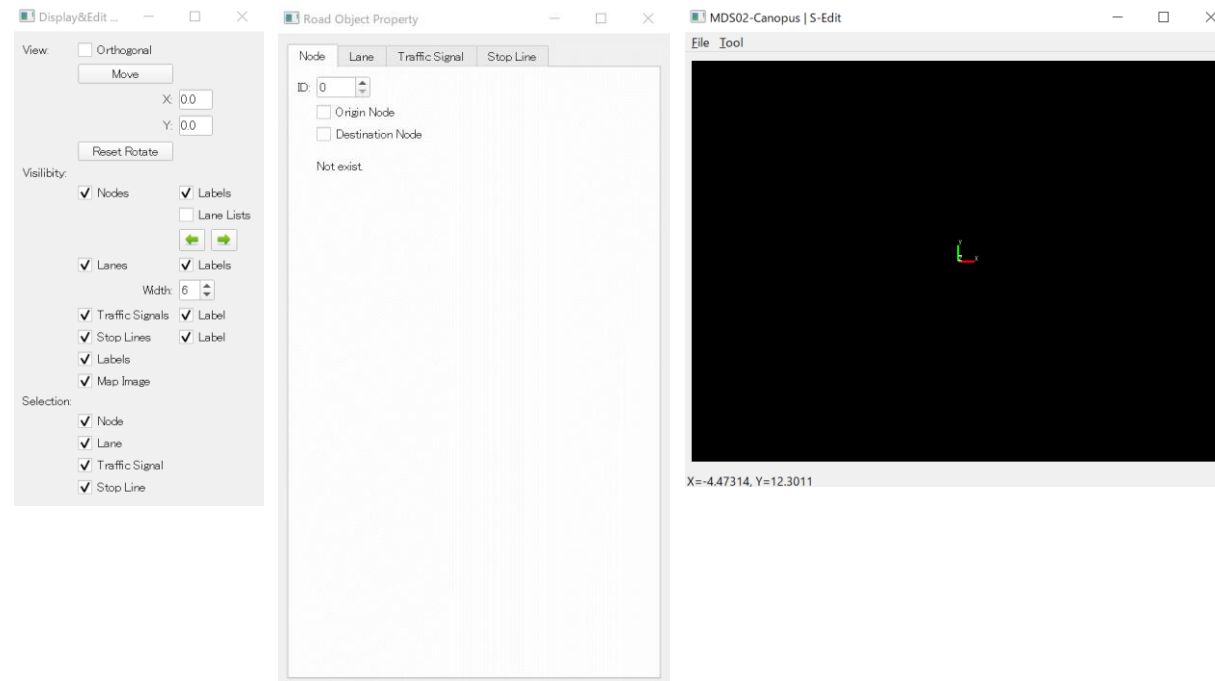 Display&Edit ...
View:
Orthogonal
Move
X: 0.0
Y: 0.0
Reset Rotate
Visilibity:
Nodes
Labels
Lane Lists
Lanes
Labels
Width: 6
Traffic Signals
Label
Stop Lines
Label
Labels
Map Image
Selection:
Node
Lane
Traffic Signal
Stop Line
Road Object Property
Node
Lane
Traffic Signal
Stop Line
ID: 0
Origin Node
Destination Node
Not exist.
MDS02-Canopus | S-Edit
File Tool
Y
X
X=-4.47314, Y=12.3011